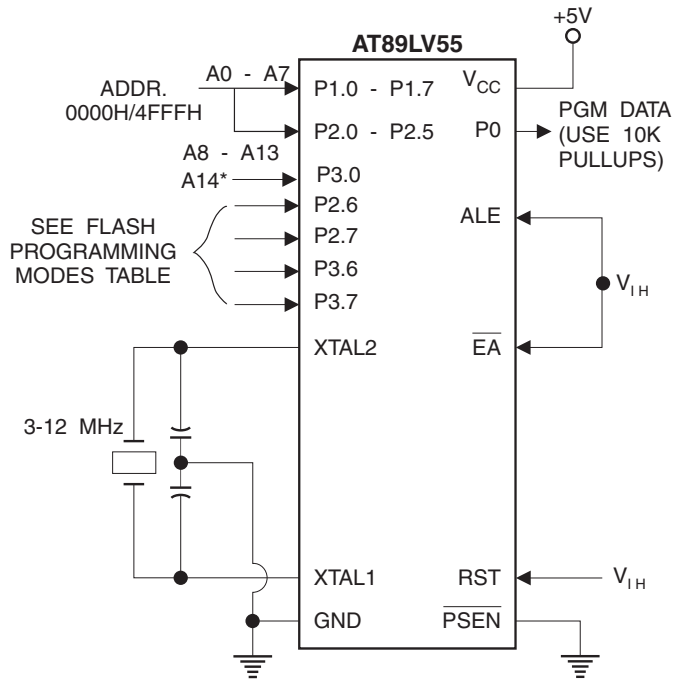 +5V
AT89LV55
A0 - A7
ADDR.
0000H/4FFFH
P1.0 - P1.7
VCC
PGM DATA
(USE 10K
PULLUPS)
P2.0 - P2.5
P0
A8 - A13
A14*
P3.0
P2.6
ALE
SEE FLASH
PROGRAMMING
MODES TABLE
P2.7
P3.6
P3.7
VIH
XTAL2
EA
3-12 MHz
XTAL1
RST
VIH
GND
PSEN